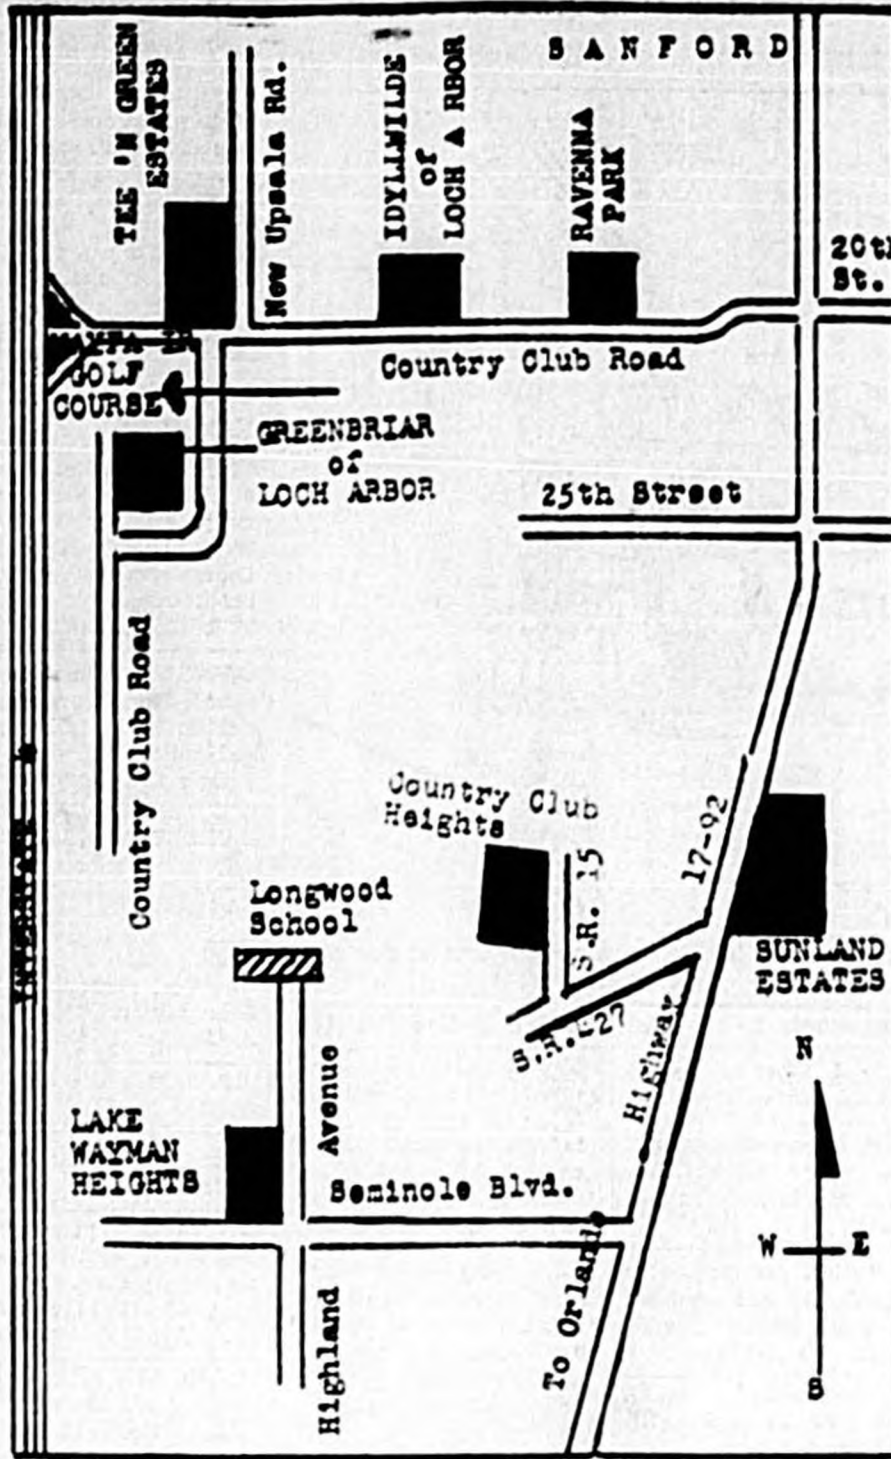 SANFORD
TEE 'N GREEN
ESTATES
New Upsala Rd.
IDYLLWILDE
of
LOCH A RBOR
RAVENNA
PARK
20th
St.
Country Club Road
GOLF
COURSE
GREENBRIAR
of
LOCH ARBOR
25th Street
Country Club Road
INTERSTATE
Country Club
Heights
17-92
S.R. 15
Longwood
School
SUNLAND
ESTATES
S.R.
Highway
N
Avenue
LAKE
WAYMAN
HEIGHTS
Seminole Blvd.
W
E
To Orlando
Highland
S